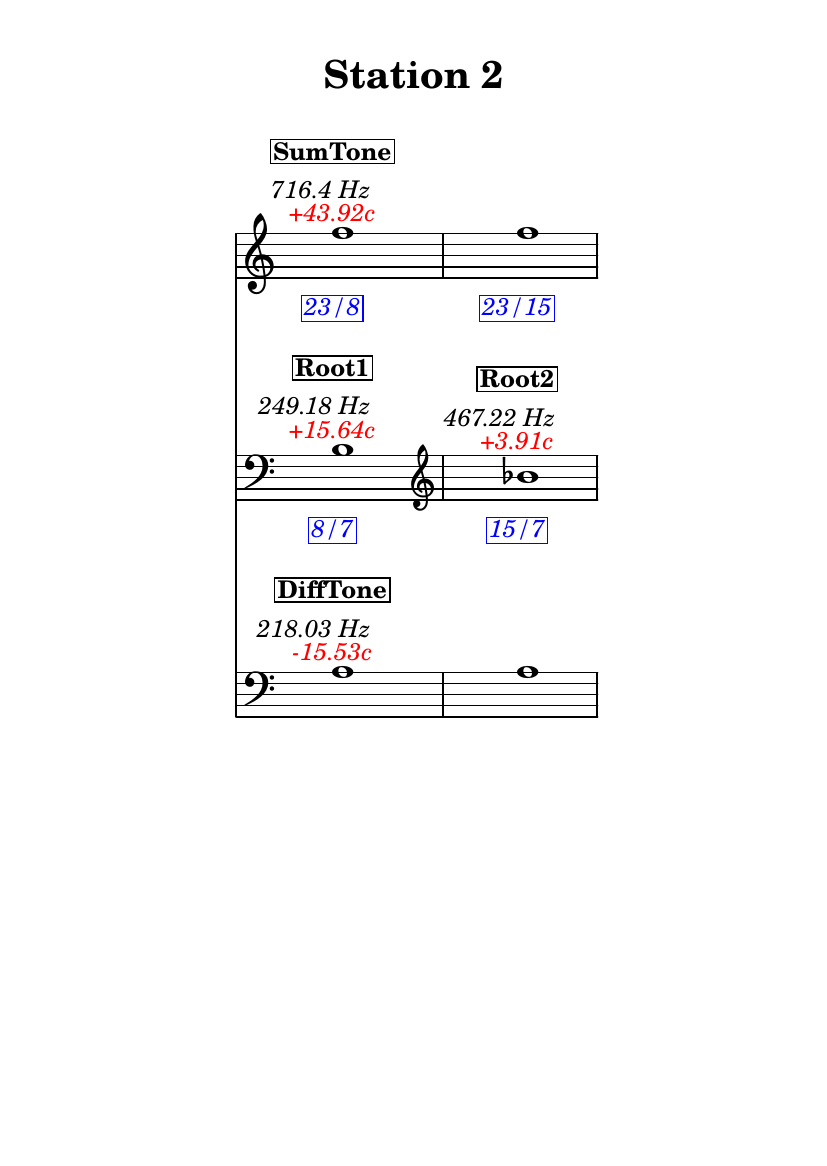 Station 2
SumTone
716.4 Hz
+43.92c
23/8
23/15
Root1
249.18 Hz
+15.64c
Root2
467.22 Hz
+3.91c
8/7
15/7
DiffTone
218.03 Hz
-15.53c